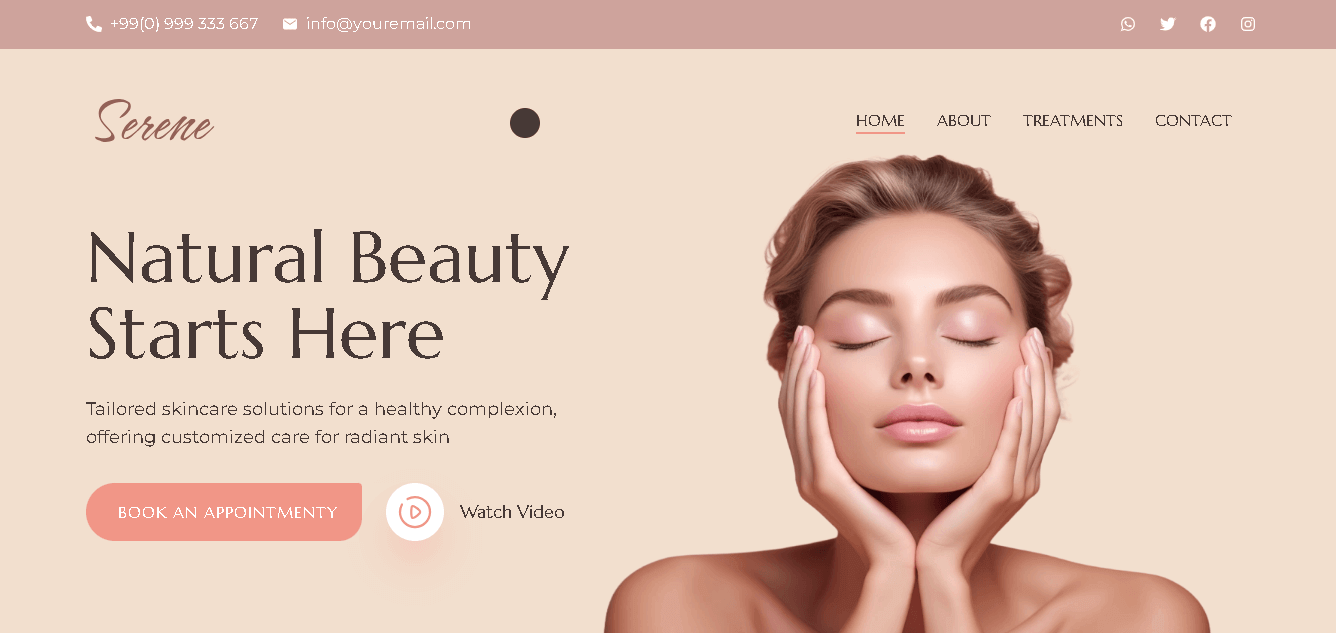 +99(0) 999 333 667 info@youremail.com
Serene
HOME ABOUT TREATMENTS CONTACT
Natural Beauty
Starts Here
Tailored skincare solutions for a healthy complexion,
offering customized care for radiant skin
BOOK AN APPOINTMENTY
Watch Video